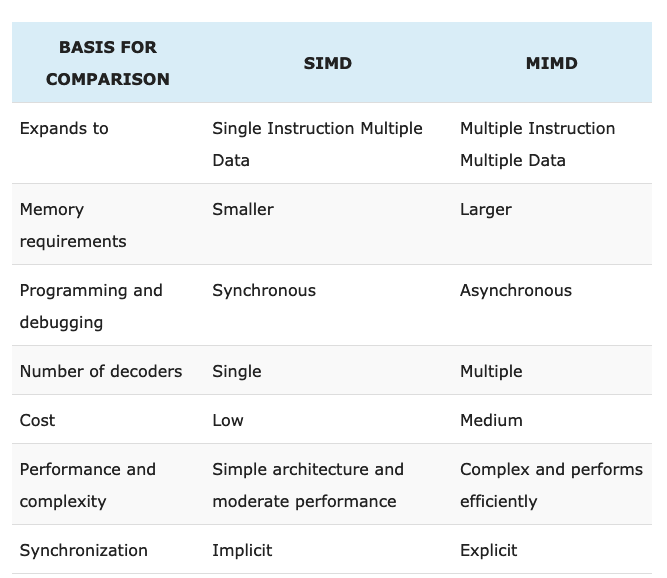 BASIS FOR
COMPARISON
SIMD
MIMD
Expands to
Single Instruction Multiple
Data
Multiple Instruction
Multiple Data
Memory
requirements
Smaller
Larger
Programming and
debugging
Synchronous
Asynchronous
Number of decoders
Single
Multiple
Cost
Low
Medium
Performance and
complexity
Simple architecture and
moderate performance
Complex and performs
efficiently
Synchronization
Implicit
Explicit